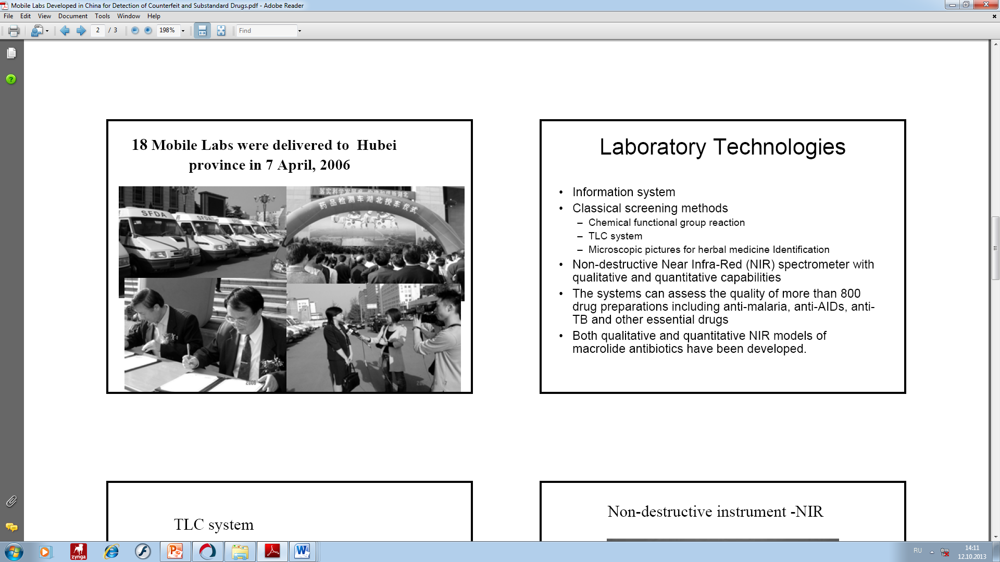 Mobile Labs Developed in China for Detection of Counterfeit and Substandard Drugs.pdf - Adobe Reader
File Edit View Document Tools Window Help
2 / 3 198% Find
18 Mobile Labs were delivered to Hubei
province in 7 April, 2006
SFDA
SFDA
药品检测车湖北授车仪式
2006
Laboratory Technologies
• Information system
• Classical screening methods
– Chemical functional group reaction
– TLC system
– Microscopic pictures for herbal medicine Identification
• Non-destructive Near Infra-Red (NIR) spectrometer with
qualitative and quantitative capabilities
• The systems can assess the quality of more than 800
drug preparations including anti-malaria, anti-AIDs, anti-
TB and other essential drugs
• Both qualitative and quantitative NIR models of
macrolide antibiotics have been developed.
TLC system
Non-destructive instrument -NIR
zynga
RU
14:11
12.10.2013